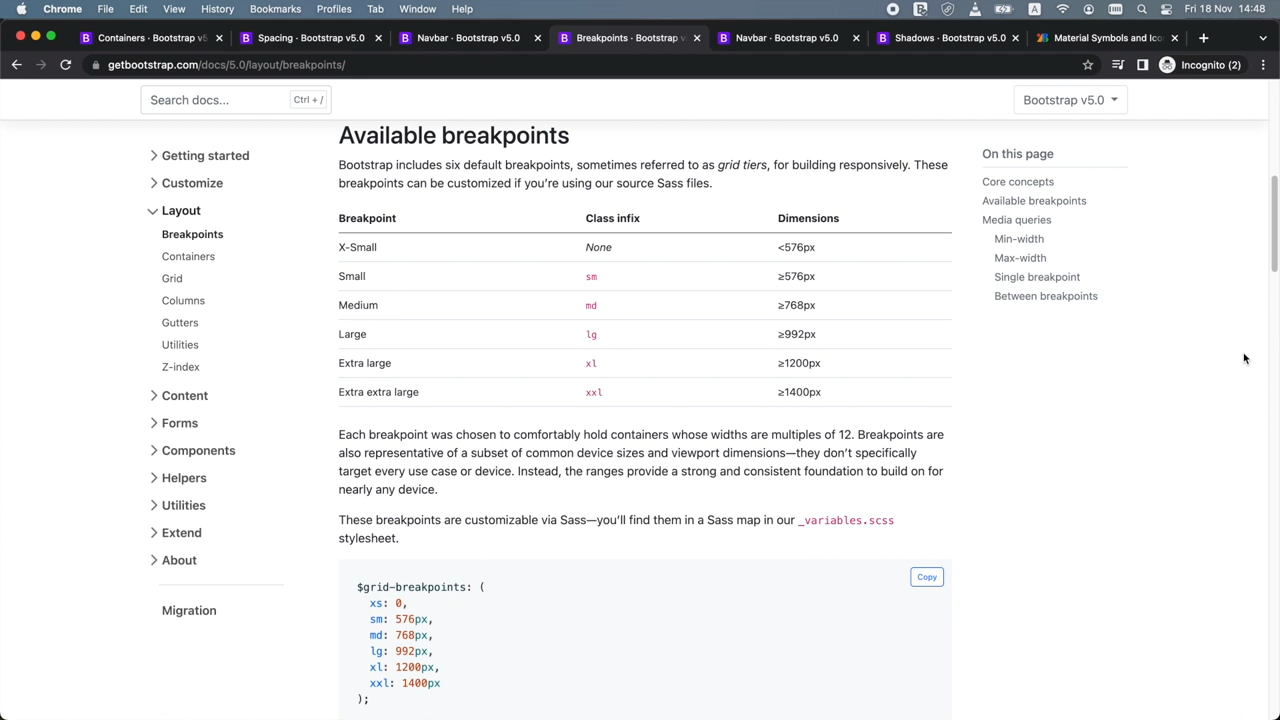 Chrome File Edit View History Bookmarks Profiles Tab Window Help A Fri 18 Nov 14:48
Containers · Bootstrap v5 Spacing · Bootstrap v5.0 Navbar · Bootstrap v5.0 Breakpoints · Bootstrap v Navbar · Bootstrap v5.0 Shadows · Bootstrap v5.0 Material Symbols and Ico
getbootstrap.com/docs/5.0/layout/breakpoints/ Incognito (2)
Search docs... Ctrl + / Bootstrap v5.0
Getting started
Customize
Layout
Breakpoints
Containers
Grid
Columns
Gutters
Utilities
Z-index
Content
Forms
Components
Helpers
Utilities
Extend
About
Migration
Available breakpoints
Bootstrap includes six default breakpoints, sometimes referred to as grid tiers, for building responsively. These
breakpoints can be customized if you’re using our source Sass files.
Breakpoint Class infix Dimensions
X-Small None <576px
Small sm ≥576px
Medium md ≥768px
Large lg ≥992px
Extra large xl ≥1200px
Extra extra large xxl ≥1400px
Each breakpoint was chosen to comfortably hold containers whose widths are multiples of 12. Breakpoints are
also representative of a subset of common device sizes and viewport dimensions—they don’t specifically
target every use case or device. Instead, the ranges provide a strong and consistent foundation to build on for
nearly any device.
These breakpoints are customizable via Sass—you’ll find them in a Sass map in our _variables.scss
stylesheet.
Copy
$grid-breakpoints: (
xs: 0,
sm: 576px,
md: 768px,
lg: 992px,
xl: 1200px,
xxl: 1400px
);
On this page
Core concepts
Available breakpoints
Media queries
Min-width
Max-width
Single breakpoint
Between breakpoints